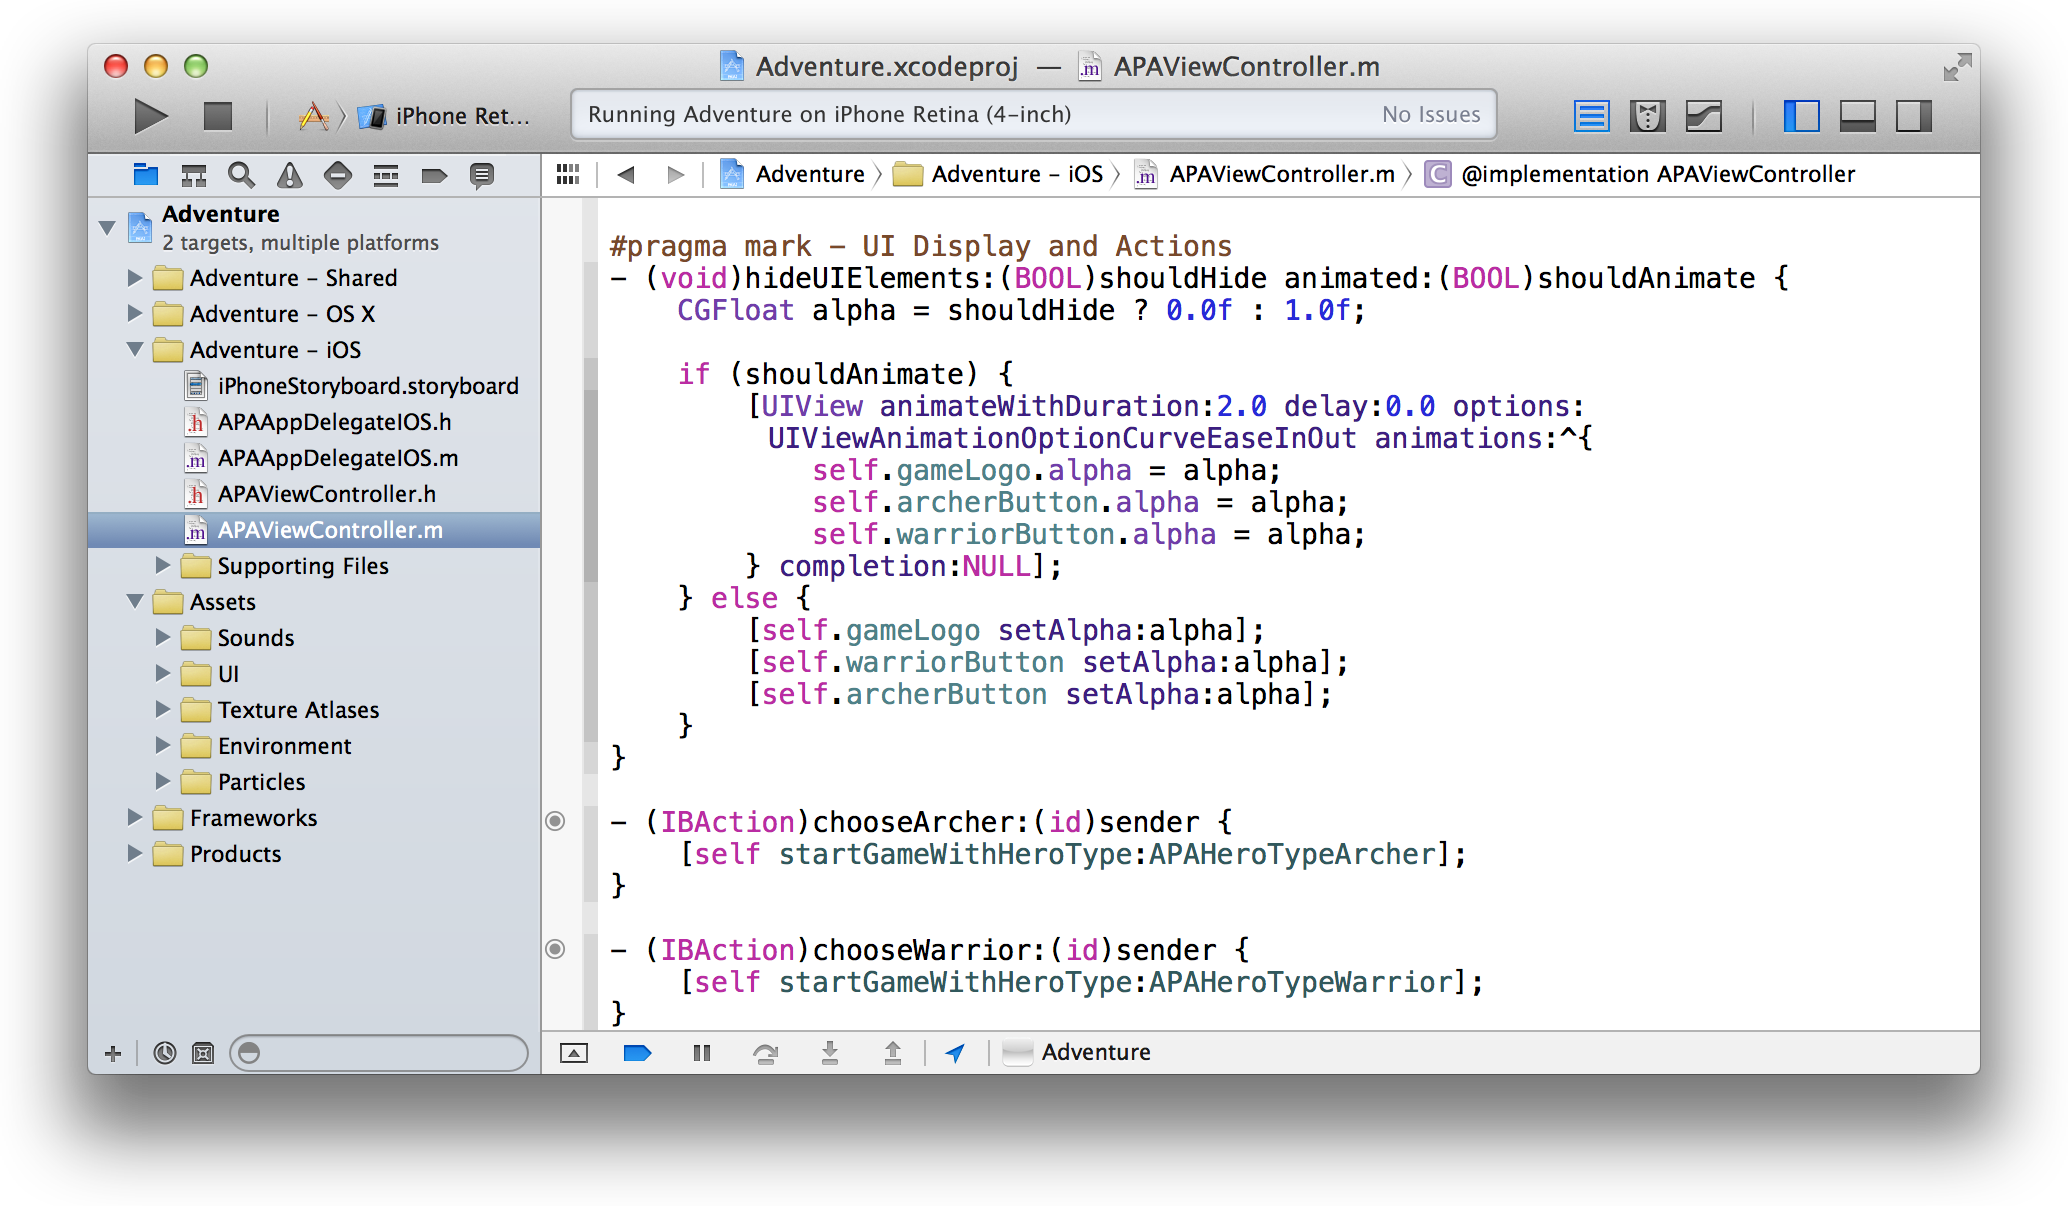 Adventure.xcodeproj — APAViewController.m
iPhone Ret...
Running Adventure on iPhone Retina (4-inch)
No Issues
Adventure
Adventure – iOS
APAViewController.m
@implementation APAViewController
Adventure
2 targets, multiple platforms
Adventure – Shared
Adventure – OS X
Adventure – iOS
iPhoneStoryboard.storyboard
APAAppDelegateIOS.h
APAAppDelegateIOS.m
APAViewController.h
APAViewController.m
Supporting Files
Assets
Sounds
UI
Texture Atlases
Environment
Particles
Frameworks
Products
#pragma mark – UI Display and Actions
– (void)hideUIElements:(BOOL)shouldHide animated:(BOOL)shouldAnimate {
    CGFloat alpha = shouldHide ? 0.0f : 1.0f;
    if (shouldAnimate) {
        [UIView animateWithDuration:2.0 delay:0.0 options:
         UIViewAnimationOptionCurveEaseInOut animations:^{
            self.gameLogo.alpha = alpha;
            self.archerButton.alpha = alpha;
            self.warriorButton.alpha = alpha;
        } completion:NULL];
    } else {
        [self.gameLogo setAlpha:alpha];
        [self.warriorButton setAlpha:alpha];
        [self.archerButton setAlpha:alpha];
    }
}
– (IBAction)chooseArcher:(id)sender {
    [self startGameWithHeroType:APAHeroTypeArcher];
}
– (IBAction)chooseWarrior:(id)sender {
    [self startGameWithHeroType:APAHeroTypeWarrior];
}
Adventure